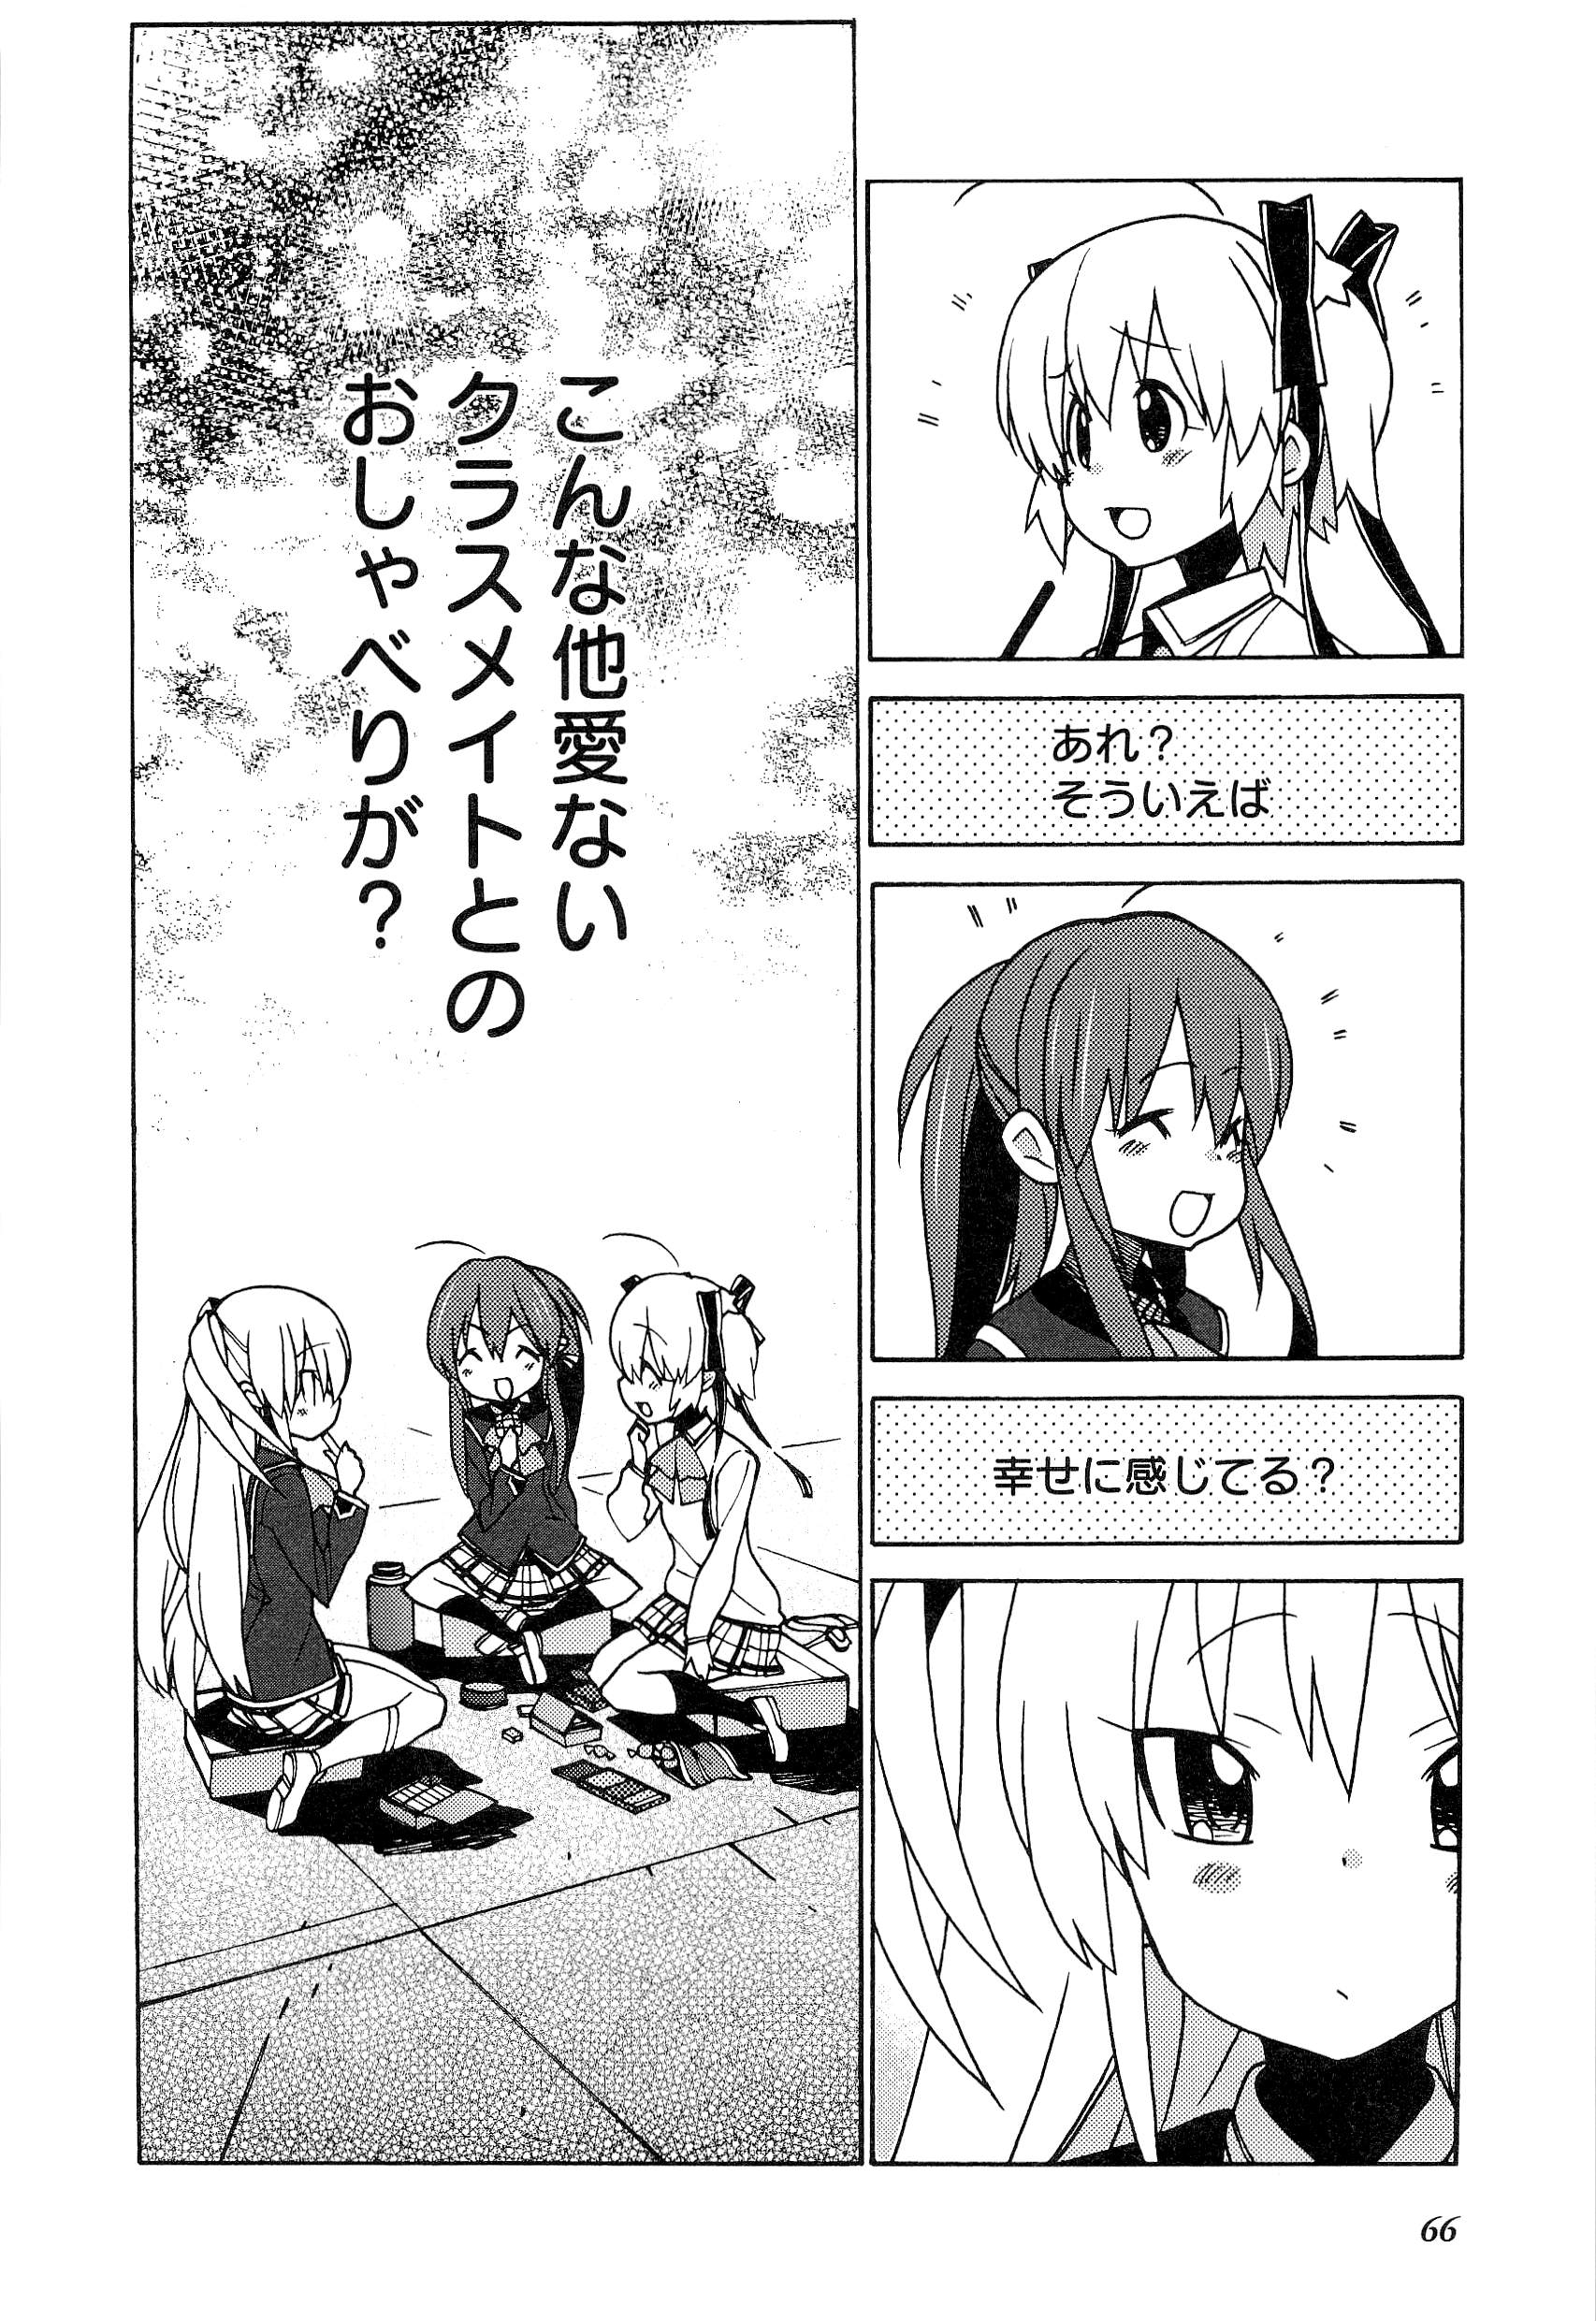 あれ？
そういえば
幸せに感じてる？
こんな他愛ない
クラスメイトとの
おしゃべりが？
66